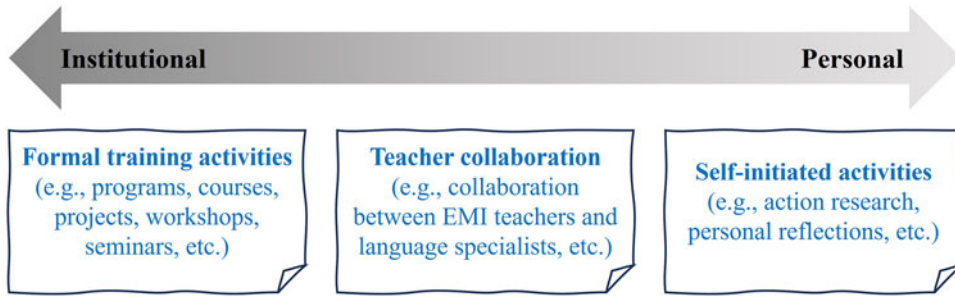 Institutional
Personal
Formal training activities
(e.g., programs, courses,
projects, workshops,
seminars, etc.)
Teacher collaboration
(e.g., collaboration
between EMI teachers and
language specialists, etc.)
Self-initiated activities
(e.g., action research,
personal reflections, etc.)